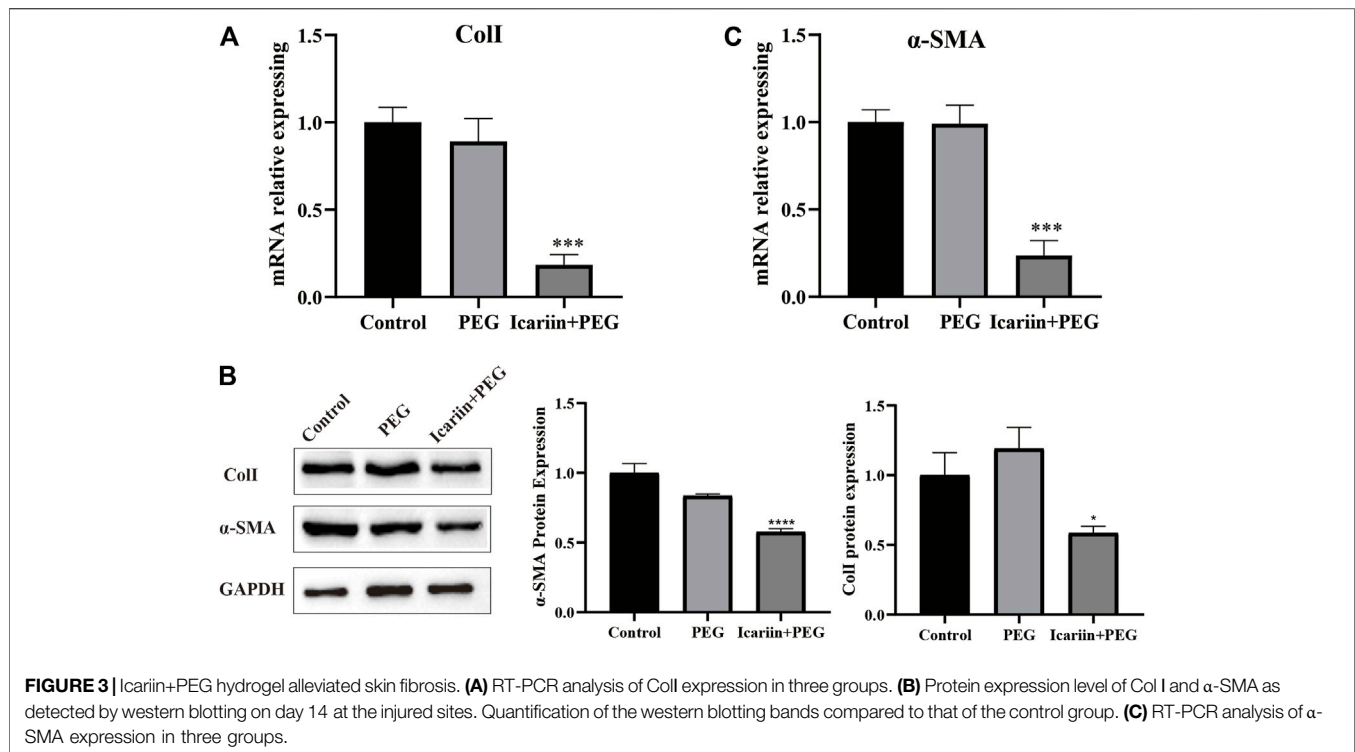 A
ColI
mRNA relative expressing
1.5
1.0
0.5
0.0
***
Control PEG Icariin+PEG
C
α-SMA
mRNA relative expressing
1.5
1.0
0.5
0.0
***
Control PEG Icariin+PEG
B
Control PEG Icariin+PEG
ColI
α-SMA
GAPDH
α-SMA Protein Expression
1.5
1.0
0.5
0.0
****
Control PEG Icariin+PEG
ColI protein expression
1.5
1.0
0.5
0.0
*
Control PEG Icariin+PEG
FIGURE 3 | Icariin+PEG hydrogel alleviated skin fibrosis. (A) RT-PCR analysis of ColI expression in three groups. (B) Protein expression level of Col I and α-SMA as
detected by western blotting on day 14 at the injured sites. Quantification of the western blotting bands compared to that of the control group. (C) RT-PCR analysis of α-
SMA expression in three groups.